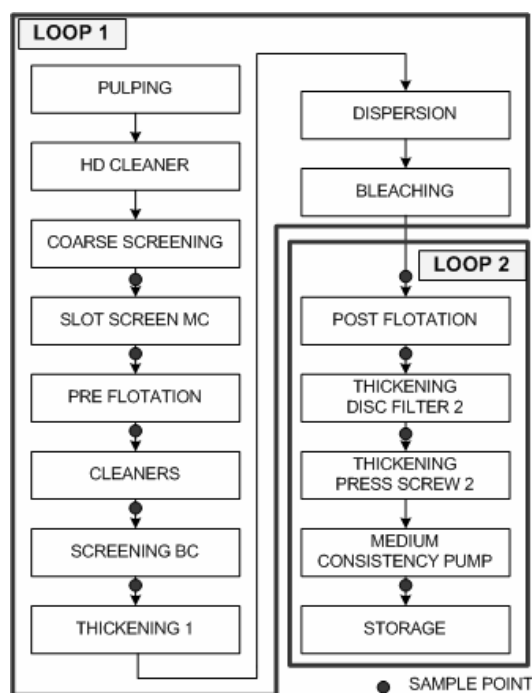 LOOP 1
PULPING
HD CLEANER
COARSE SCREENING
SLOT SCREEN MC
PRE FLOTATION
CLEANERS
SCREENING BC
THICKENING 1
DISPERSION
BLEACHING
LOOP 2
POST FLOTATION
THICKENING
DISC FILTER 2
THICKENING
PRESS SCREW 2
MEDIUM
CONSISTENCY PUMP
STORAGE
SAMPLE POINT